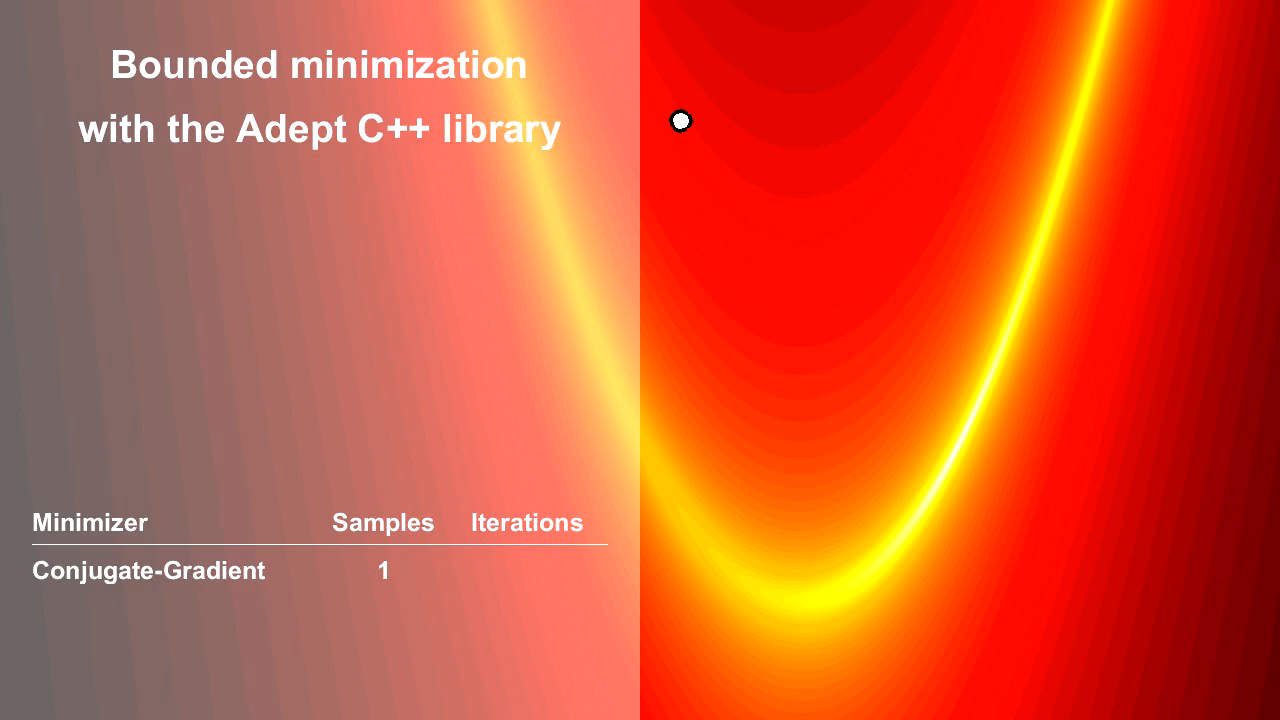 Bounded minimization
with the Adept C++ library
Minimizer Samples Iterations
Conjugate-Gradient 1